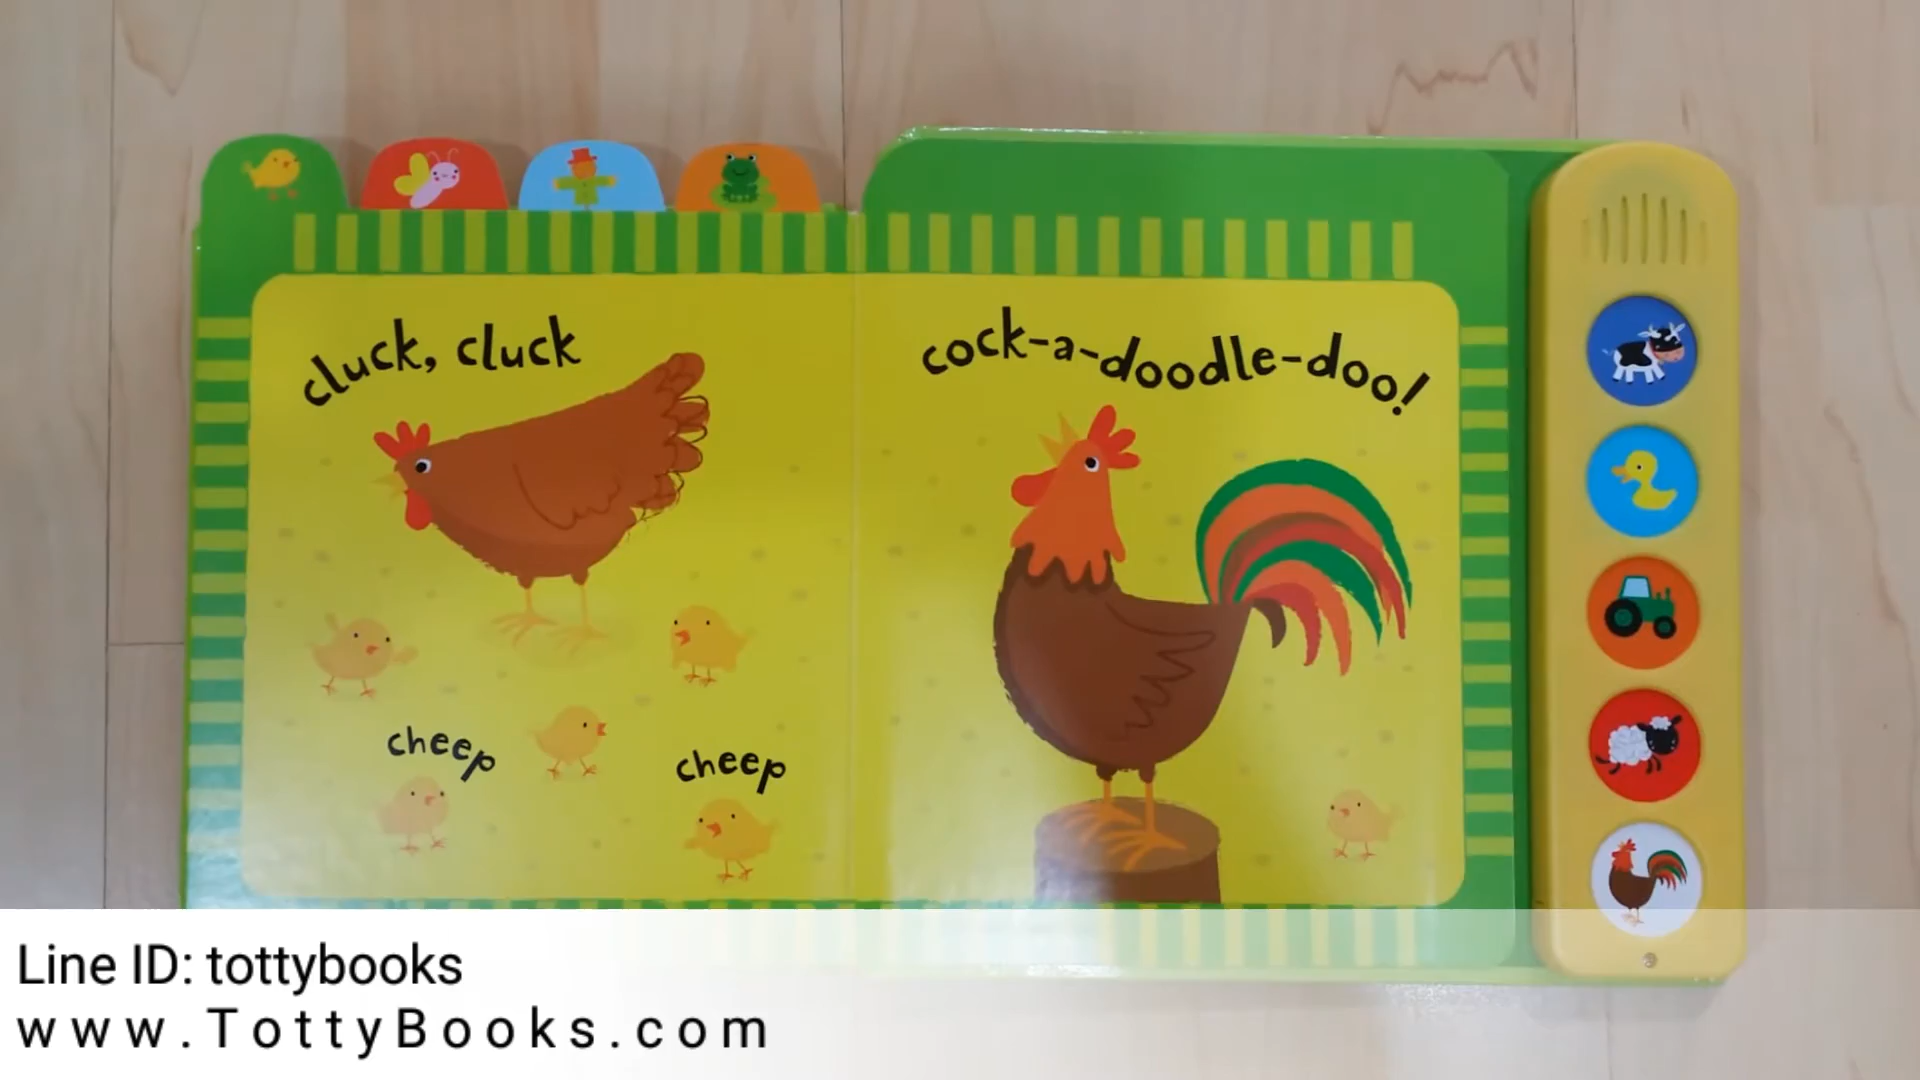 cluck, cluck
cock-a-doodle-doo!
cheep
cheep
Line ID: tottybooks
www.TottyBooks.com